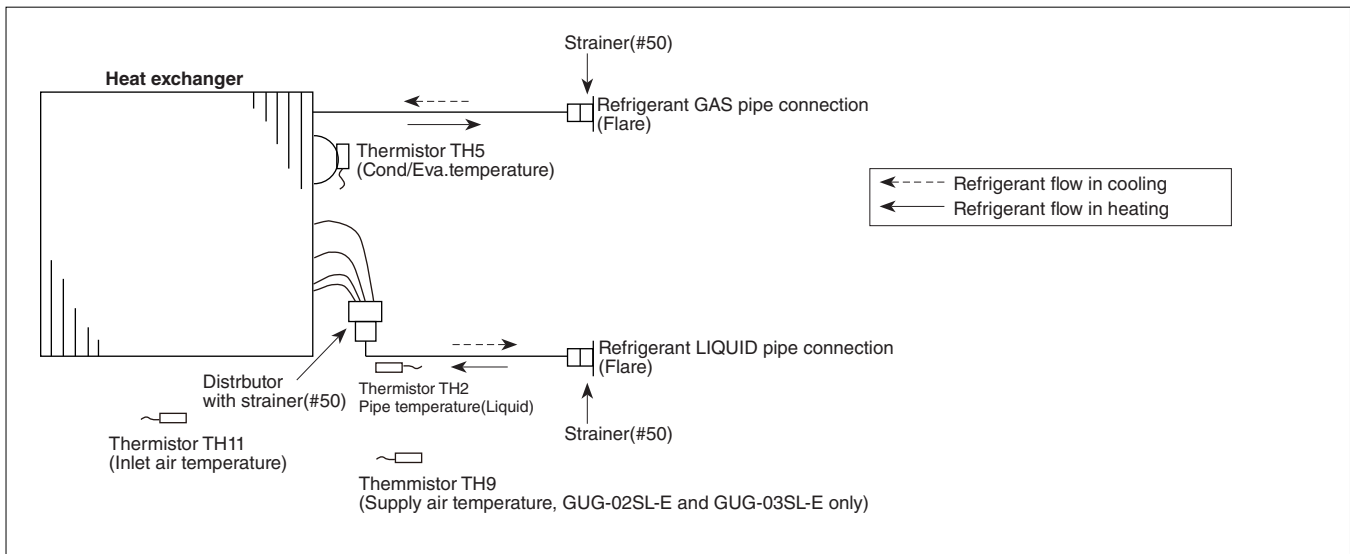 Strainer(#50)
Heat exchanger
Refrigerant GAS pipe connection
(Flare)
Thermistor TH5
(Cond/Eva.temperature)
Refrigerant flow in cooling
Refrigerant flow in heating
Refrigerant LIQUID pipe connection
(Flare)
Distrbutor
with strainer(#50)
Thermistor TH2
Pipe temperature(Liquid)
Strainer(#50)
Thermistor TH11
(Inlet air temperature)
Themmistor TH9
(Supply air temperature, GUG-02SL-E and GUG-03SL-E only)